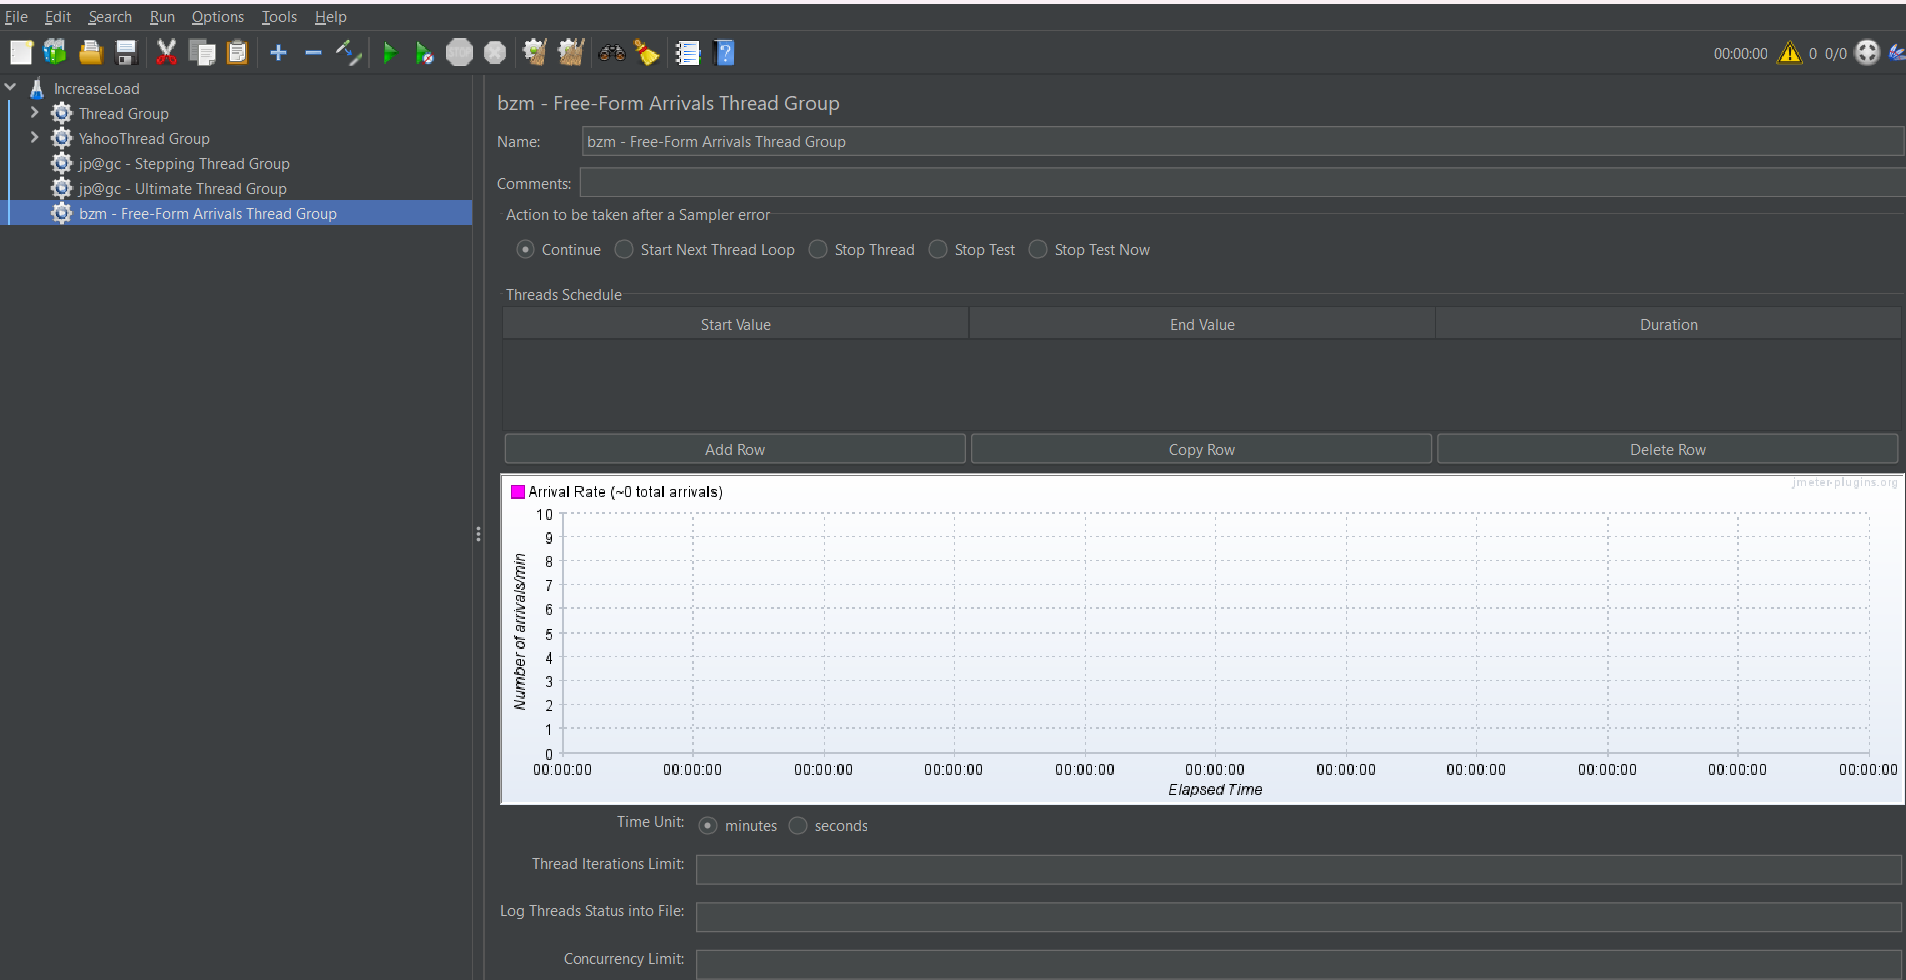 File Edit Search Run Options Tools Help
00:00:00 0 0/0
IncreaseLoad
Thread Group
YahooThread Group
jp@gc - Stepping Thread Group
jp@gc - Ultimate Thread Group
bzm - Free-Form Arrivals Thread Group
bzm - Free-Form Arrivals Thread Group
Name: bzm - Free-Form Arrivals Thread Group
Comments:
Action to be taken after a Sampler error
Continue Start Next Thread Loop Stop Thread Stop Test Stop Test Now
Threads Schedule
Start Value End Value Duration
Add Row Copy Row Delete Row
jmeter-plugins.org
Arrival Rate (~0 total arrivals)
Number of arrivals/min
10
9
8
7
6
5
4
3
2
1
0
00:00:00 00:00:00 00:00:00 00:00:00 00:00:00 00:00:00 00:00:00 00:00:00 00:00:00 00:00:00 00:00:00
Elapsed Time
Time Unit: minutes seconds
Thread Iterations Limit:
Log Threads Status into File:
Concurrency Limit: